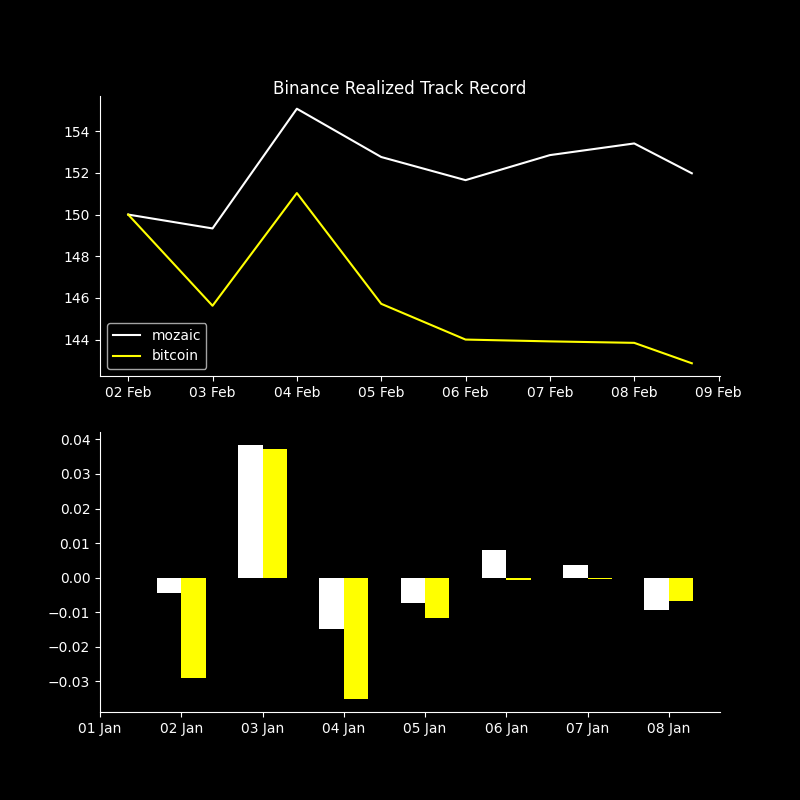 Binance Realized Track Record
154
152
150
148
146
144
mozaic
bitcoin
02 Feb 03 Feb 04 Feb 05 Feb 06 Feb 07 Feb 08 Feb 09 Feb
0.04
0.03
0.02
0.01
0.00
−0.01
−0.02
−0.03
01 Jan 02 Jan 03 Jan 04 Jan 05 Jan 06 Jan 07 Jan 08 Jan